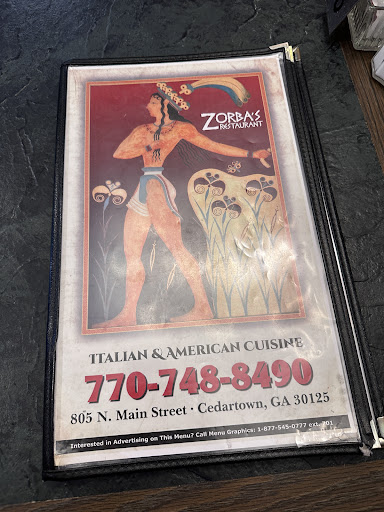 ZORBA'S
RESTAURANT
ITALIAN & AMERICAN CUISINE
770-748-8490
805 N. Main Street · Cedartown, GA 30125
Interested in Advertising on This Menu? Call Menu Graphics: 1-877-545-0777 ext. 201